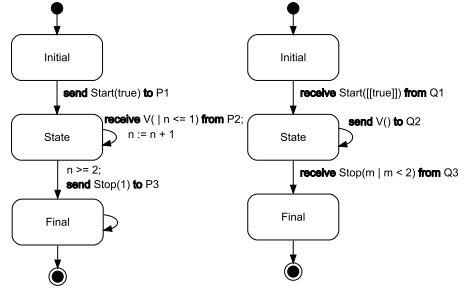 Initial
send Start(true) to P1
State
receive V( | n <= 1) from P2;
n := n + 1
n >= 2;
send Stop(1) to P3
Final
Initial
receive Start([[true]]) from Q1
State
send V() to Q2
receive Stop(m | m < 2) from Q3
Final